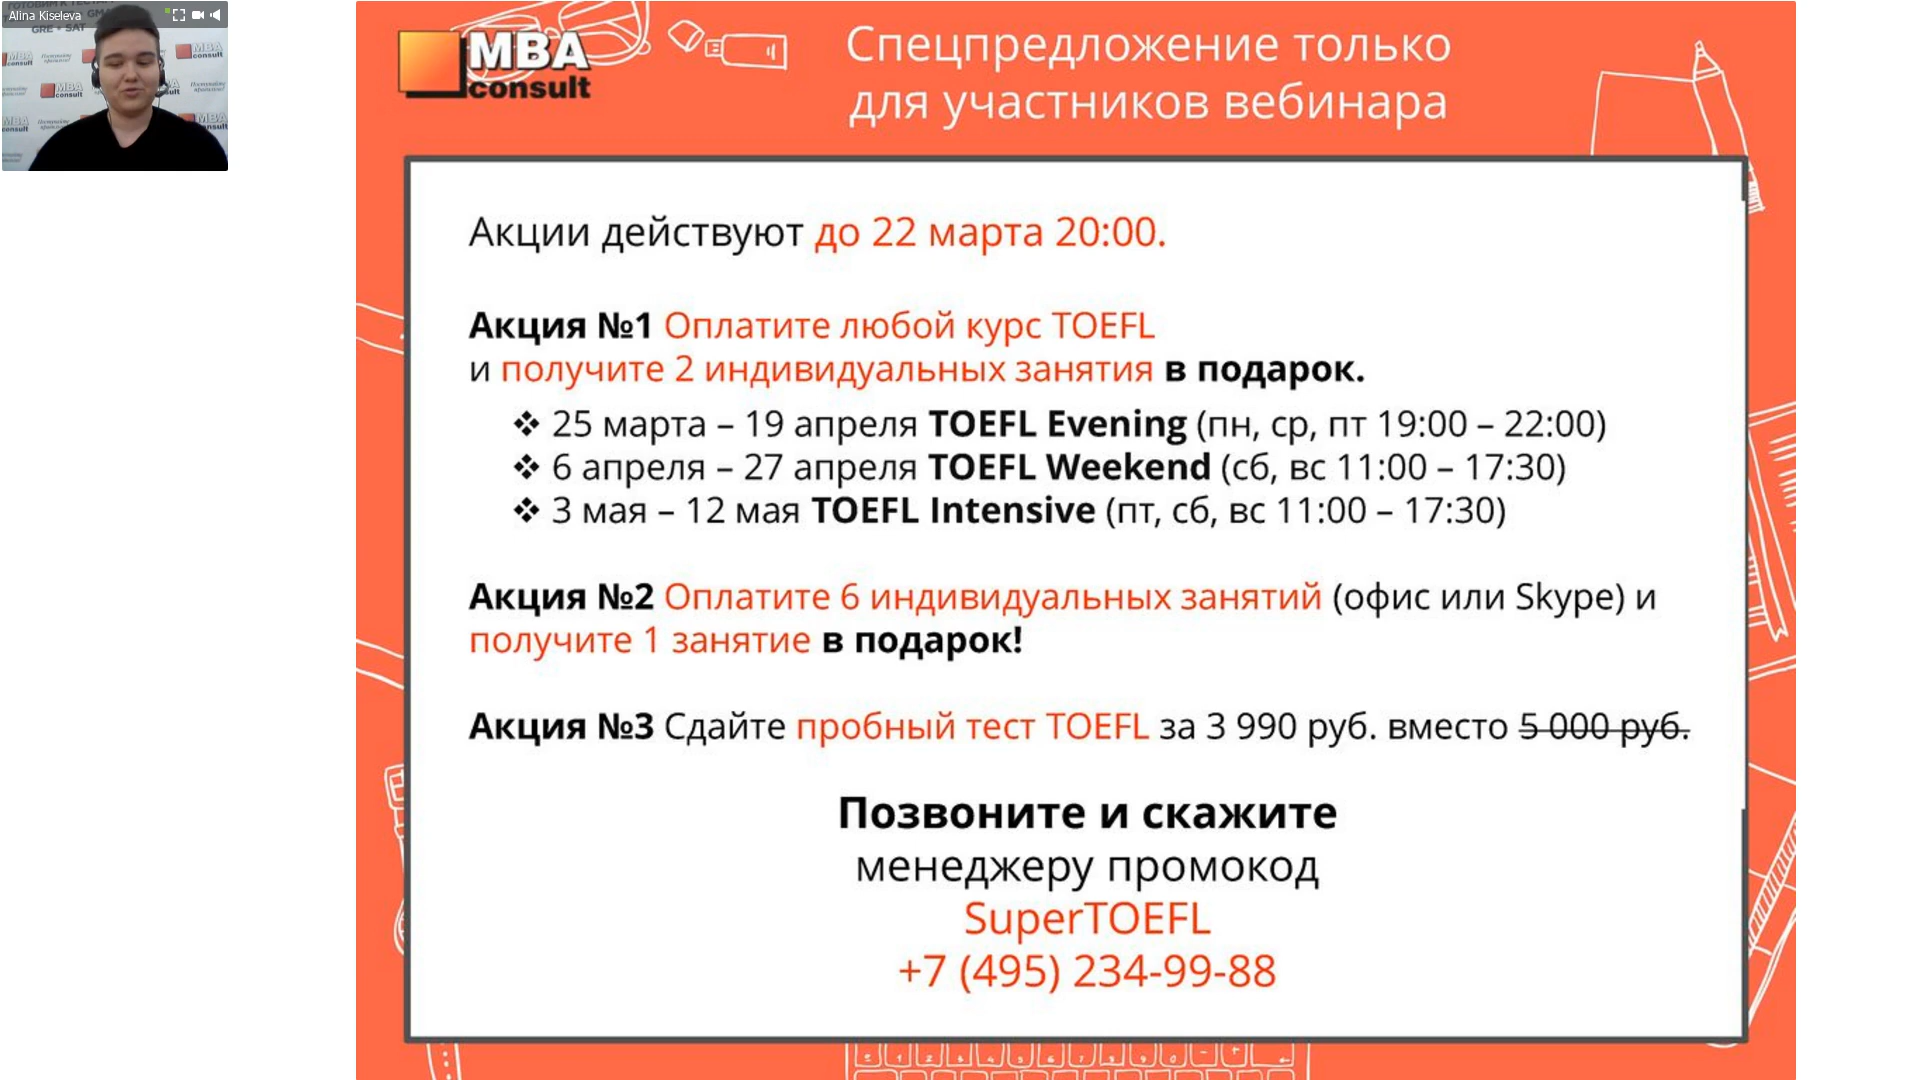 Alina Kiseleva
GRE • SAT
MBA
consult
Спецпредложение только
для участников вебинара
Акции действуют до 22 марта 20:00.
Акция №1 Оплатите любой курс TOEFL
и получите 2 индивидуальных занятия в подарок.
❖ 25 марта – 19 апреля TOEFL Evening (пн, ср, пт 19:00 – 22:00)
❖ 6 апреля – 27 апреля TOEFL Weekend (сб, вс 11:00 – 17:30)
❖ 3 мая – 12 мая TOEFL Intensive (пт, сб, вс 11:00 – 17:30)
Акция №2 Оплатите 6 индивидуальных занятий (офис или Skype) и
получите 1 занятие в подарок!
Акция №3 Сдайте пробный тест TOEFL за 3 990 руб. вместо 5 000 руб.
Позвоните и скажите
менеджеру промокод
SuperTOEFL
+7 (495) 234-99-88